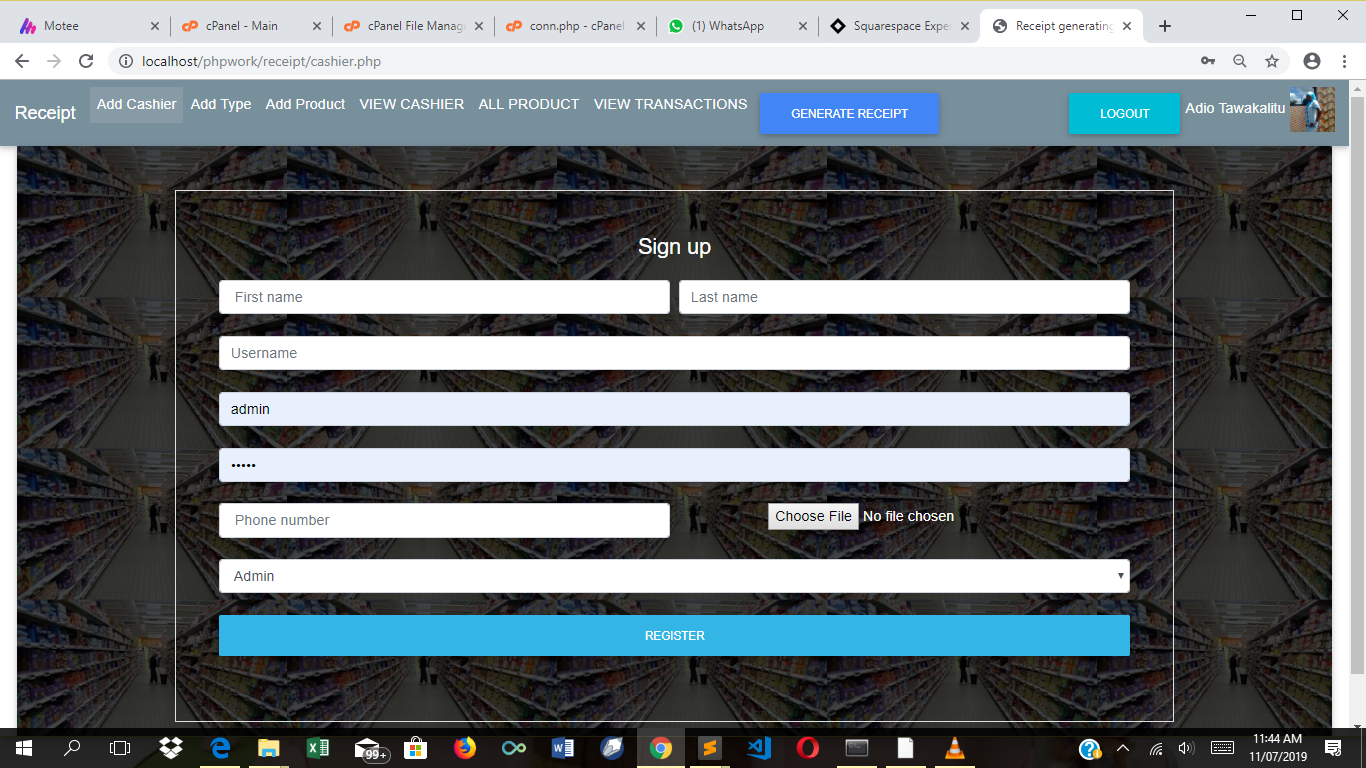 Motee
cPanel - Main
cPanel File Manag
conn.php - cPanel
(1) WhatsApp
Squarespace Exper
Receipt generating
localhost/phpwork/receipt/cashier.php
Receipt
Add Cashier
Add Type
Add Product
VIEW CASHIER
ALL PRODUCT
VIEW TRANSACTIONS
GENERATE RECEIPT
LOGOUT
Adio Tawakalitu
Sign up
First name
Last name
Username
admin
•••••
Phone number
Choose File No file chosen
Admin
REGISTER
99+
11:44 AM
11/07/2019